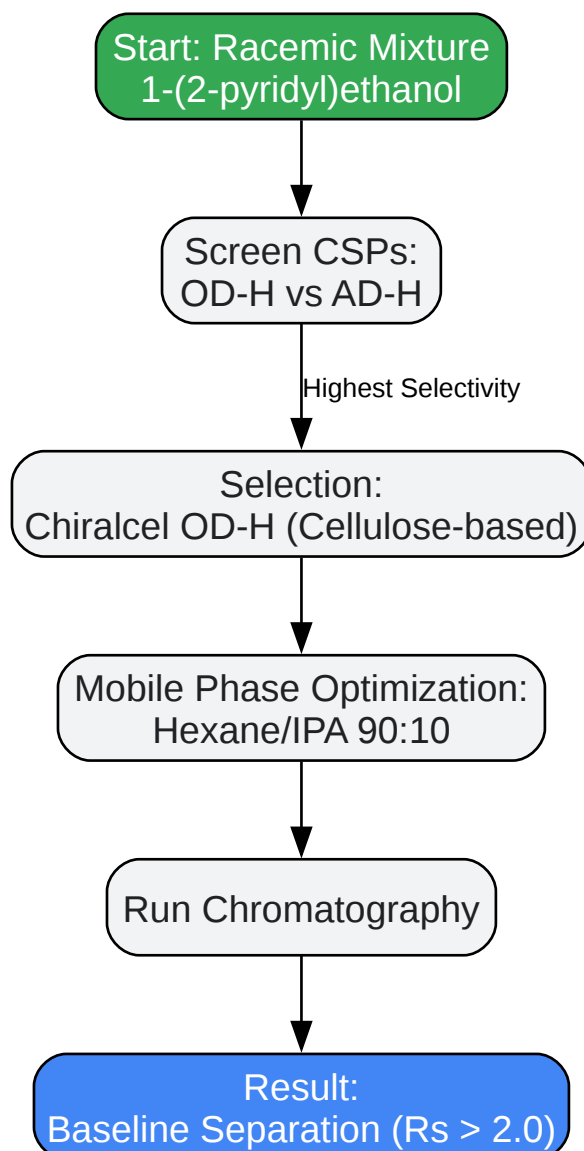 Start: Racemic Mixture
1-(2-pyridyl)ethanol
Screen CSPs:
OD-H vs AD-H
Highest Selectivity
Selection:
Chiralcel OD-H (Cellulose-based)
Mobile Phase Optimization:
Hexane/IPA 90:10
Run Chromatography
Result:
Baseline Separation (Rs > 2.0)